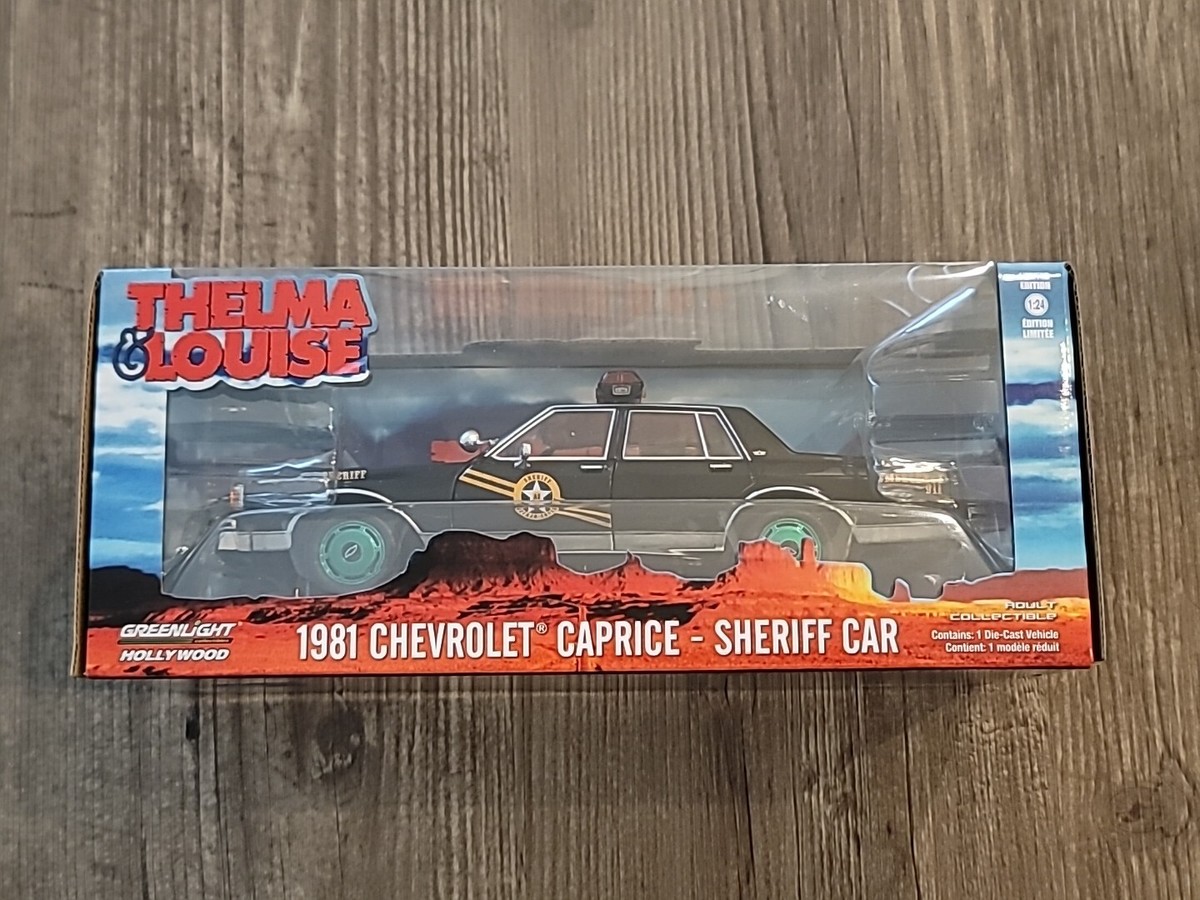 THELMA
& LOUISE
EDITION
1:24
ÉDITION
LIMITÉE
SHERIFF
911
GREENLIGHT
HOLLYWOOD
1981 CHEVROLET® CAPRICE - SHERIFF CAR
ADULT
COLLECTIBLE
Contains: 1 Die-Cast Vehicle
Contient: 1 modèle réduit